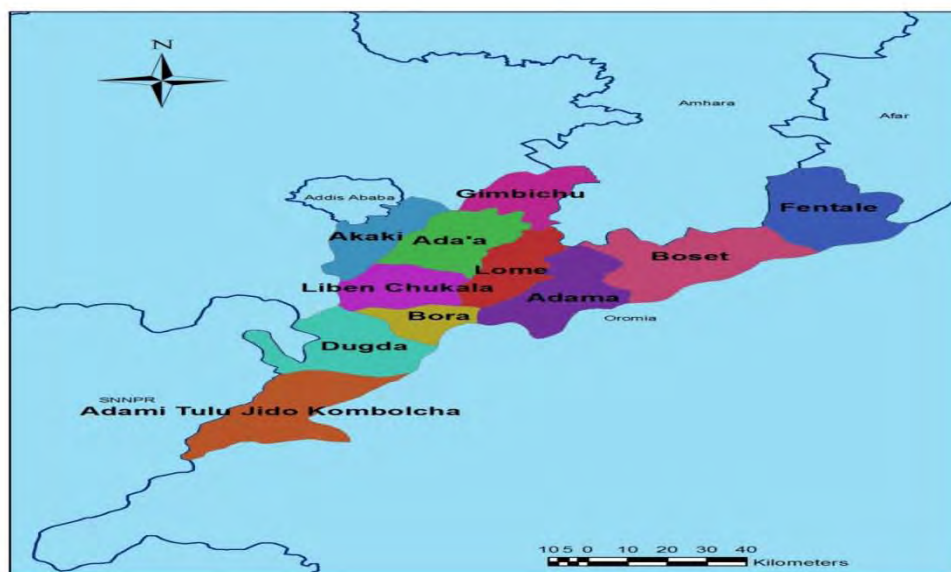 N
Amhara
Afar
Addis Ababa
Gimbichu
Fentale
Akaki
Ada'a
Lome
Boset
Liben Chukala
Adama
Bora
Oromia
Dugda
SNNPR
Adami Tulu Jido Kombolcha
10 5 0 10 20 30 40
Kilometers